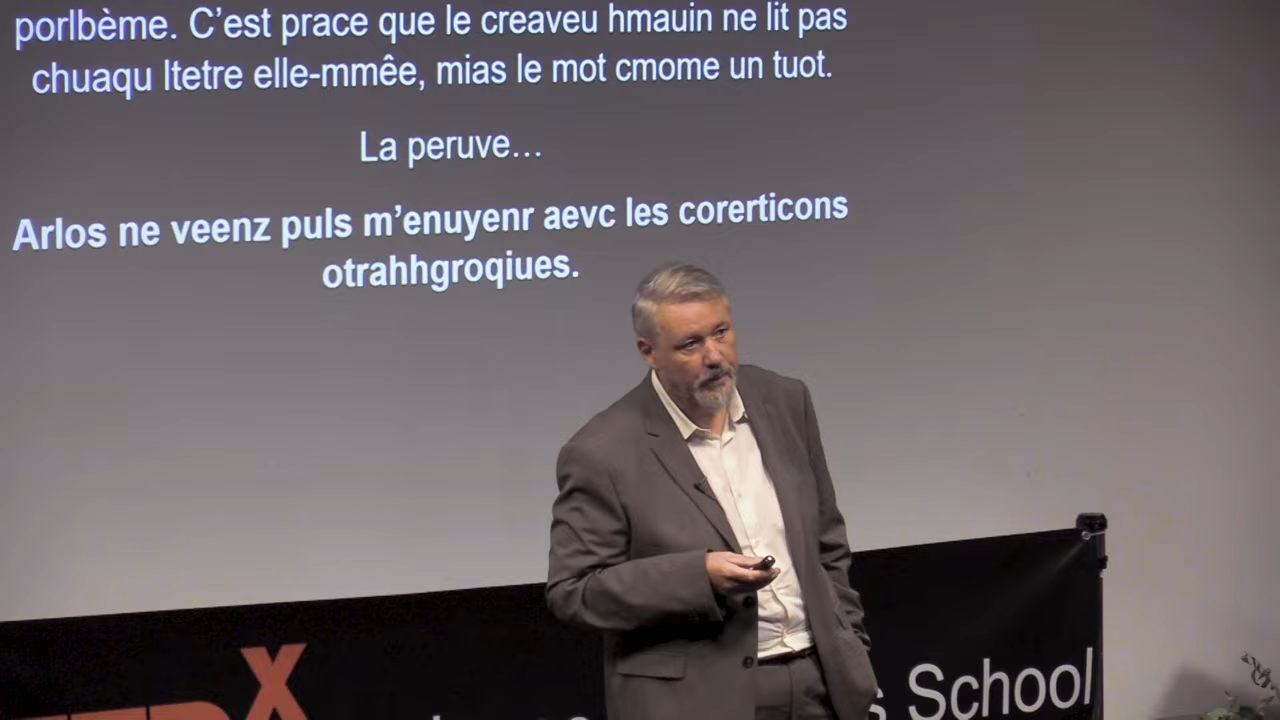 porlbème. C’est prace que le creaveu hmauin ne lit pas
chuaqu ltetre elle-mmêe, mias le mot cmome un tuot.
La peruve…
Arlos ne veenz puls m’enuyenr aevc les corerticons
otrahhgroqiues.
TEDx
School